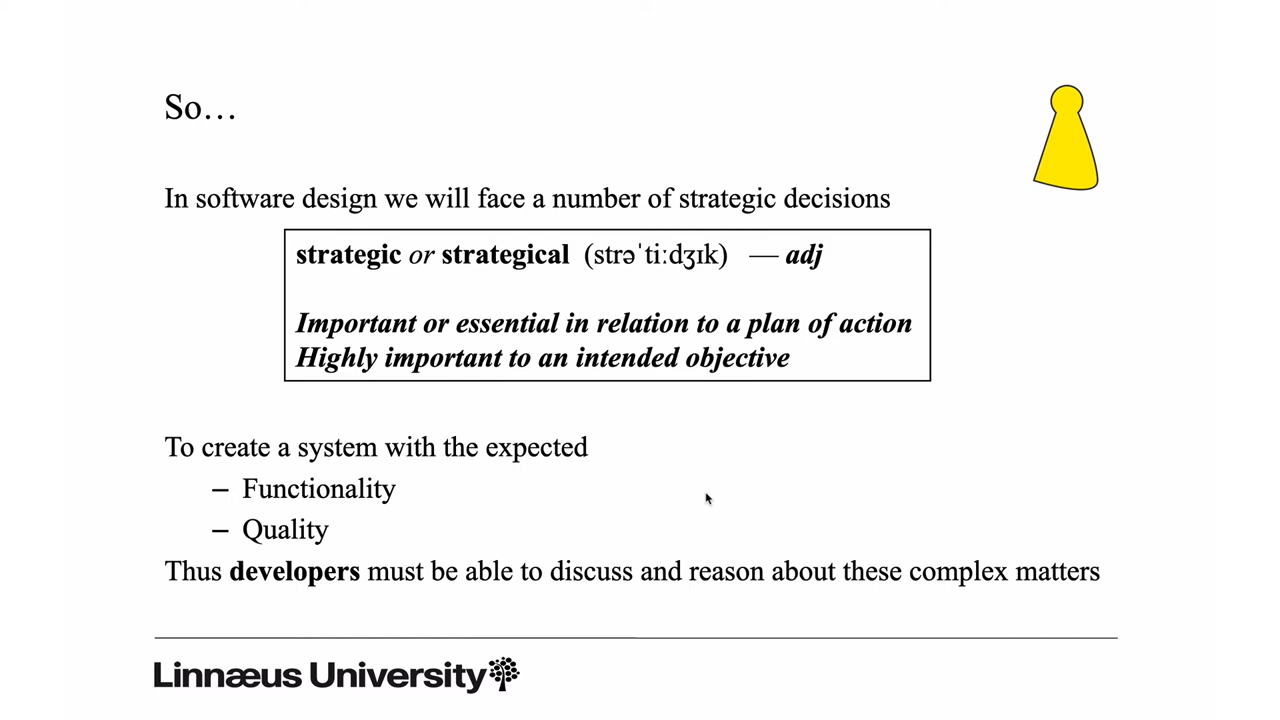 So…
In software design we will face a number of strategic decisions
strategic or strategical (strəˈtiːdʒɪk) — adj
Important or essential in relation to a plan of action
Highly important to an intended objective
To create a system with the expected
– Functionality
– Quality
Thus developers must be able to discuss and reason about these complex matters
Linnæus University